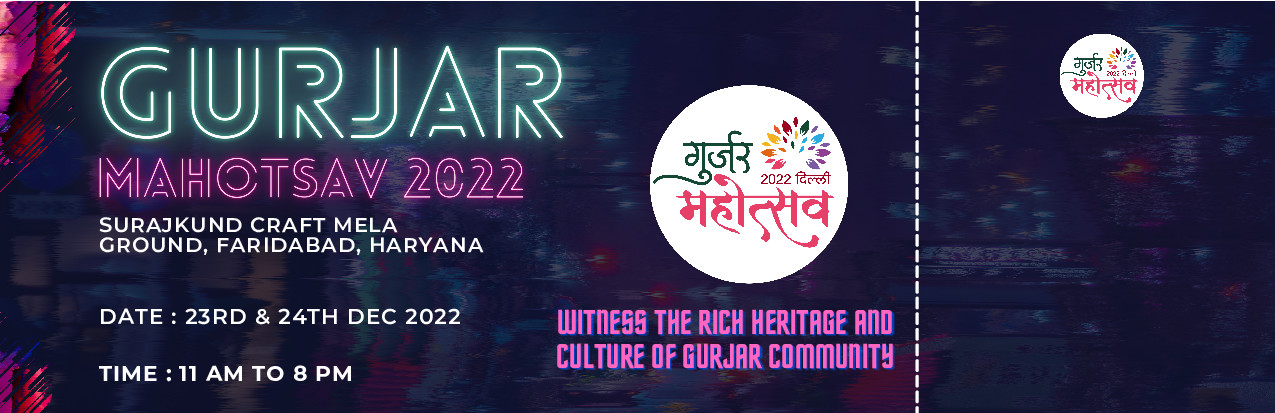 GURJAR
MAHOTSAV 2022
SURAJKUND CRAFT MELA
GROUND, FARIDABAD, HARYANA
DATE : 23RD & 24TH DEC 2022
TIME : 11 AM TO 8 PM
गुर्जर
2022 दिल्ली
महोत्सव
WITNESS THE RICH HERITAGE AND
CULTURE OF GURJAR COMMUNITY
गुर्जर
2022 दिल्ली
महोत्सव